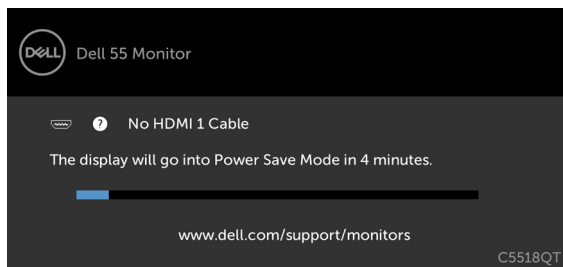 DELL
Dell 55 Monitor
? No HDMI 1 Cable
The display will go into Power Save Mode in 4 minutes.
www.dell.com/support/monitors
C5518QT